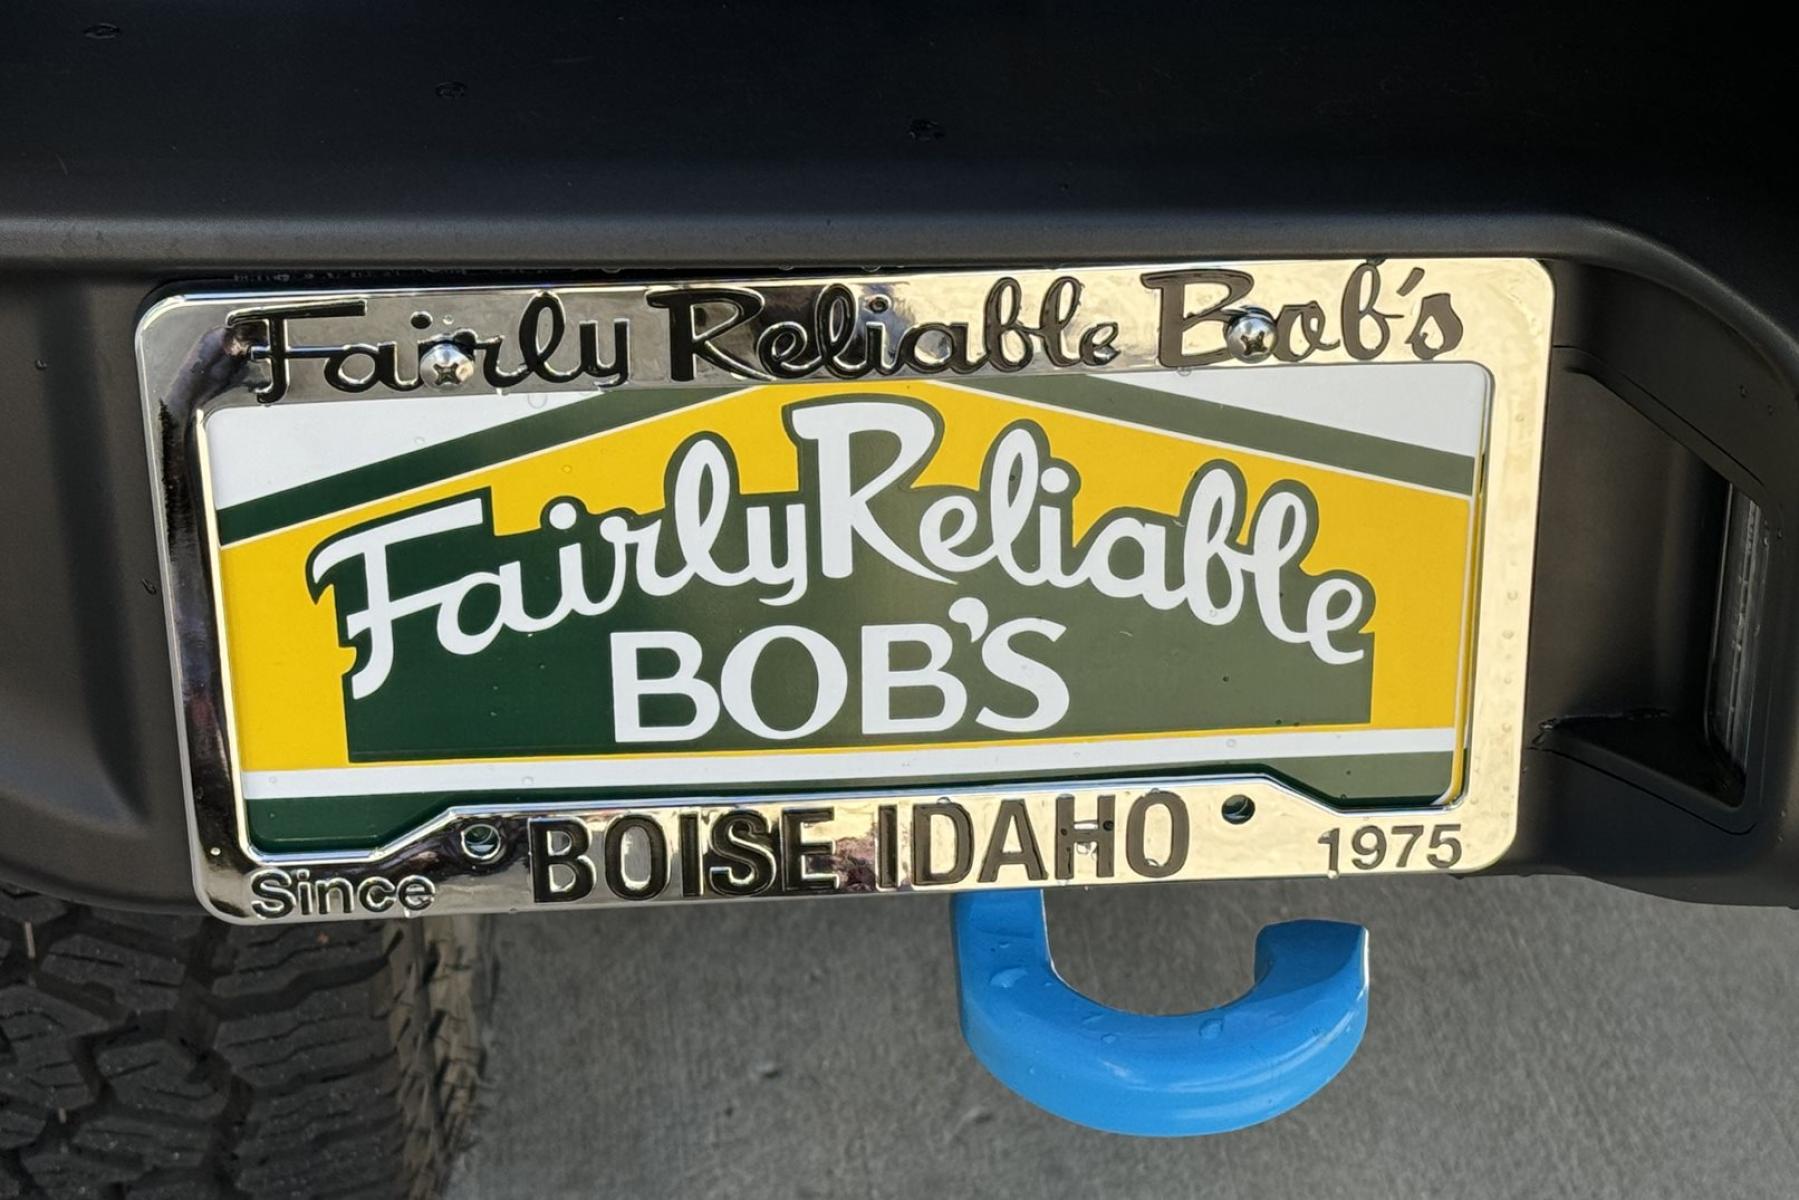 Fairly Reliable Bob's
Fairly Reliable
BOB'S
BOISE IDAHO
Since 1975